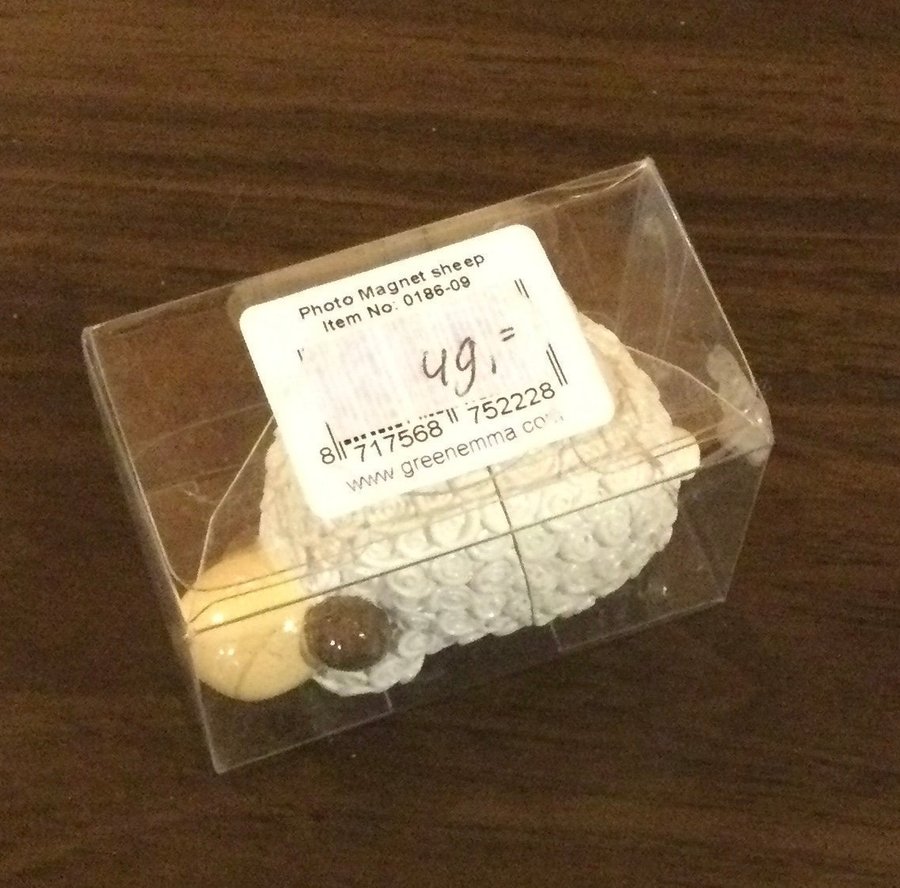 Photo Magnet sheep
Item No: 0186-09
49,=
8 717568 752228
www greenemma com